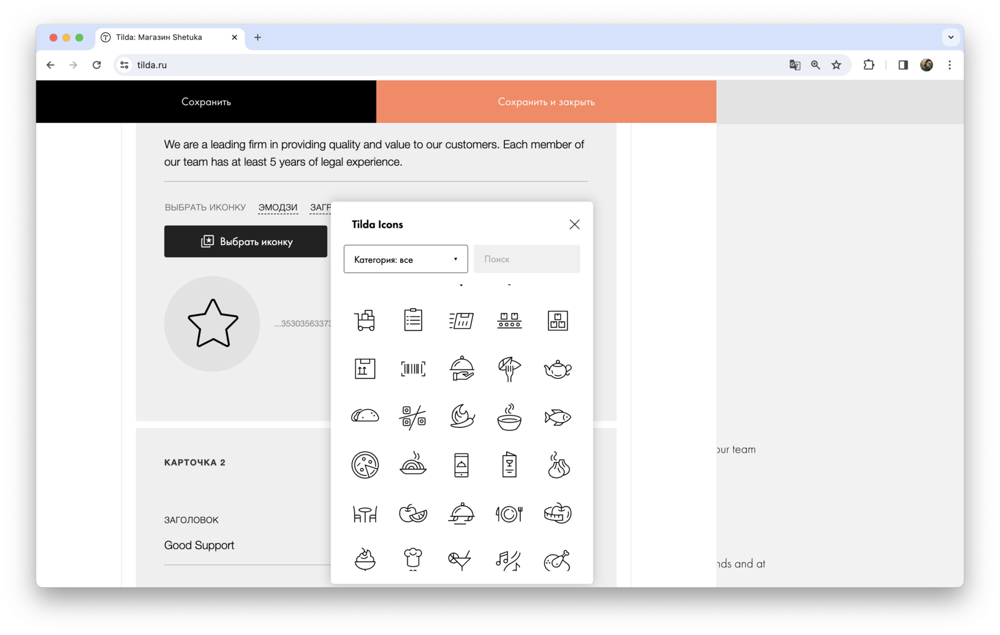 Tilda: Магазин Shetuka
tilda.ru
Сохранить
Сохранить и закрыть
We are a leading firm in providing quality and value to our customers. Each member of
our team has at least 5 years of legal experience.
ВЫБРАТЬ ИКОНКУ ЭМОДЗИ ЗАГР
Выбрать иконку
...35303563373
Tilda Icons
Категория: все
Поиск
our team
КАРТОЧКА 2
ЗАГОЛОВОК
Good Support
nds and at